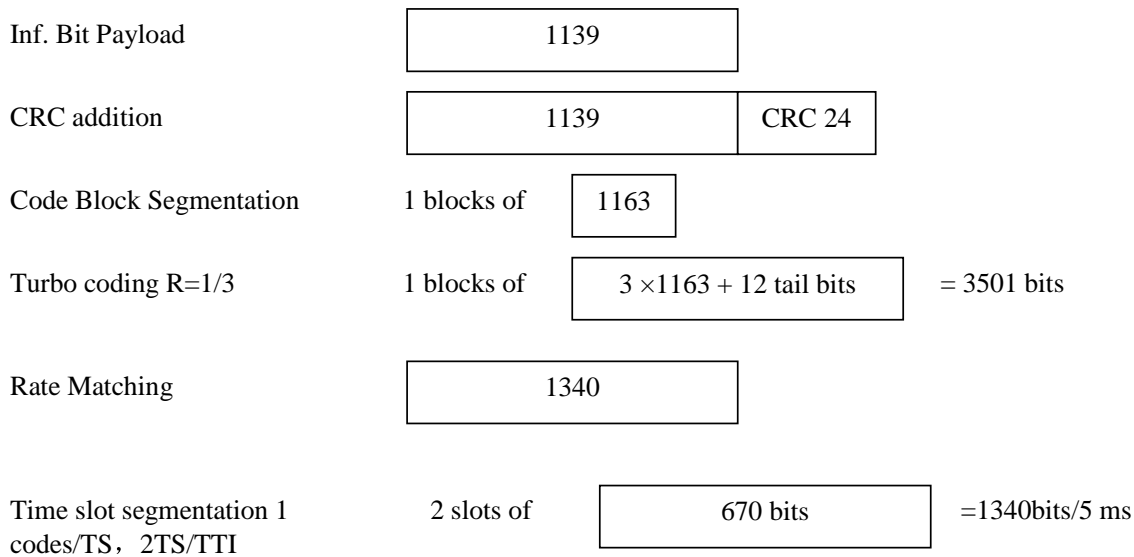 Inf. Bit Payload 1139
CRC addition 1139 CRC 24
Code Block Segmentation 1 blocks of 1163
Turbo coding R=1/3 1 blocks of 3 ×1163 + 12 tail bits = 3501 bits
Rate Matching 1340
Time slot segmentation 1 2 slots of 670 bits =1340bits/5 ms
codes/TS，2TS/TTI